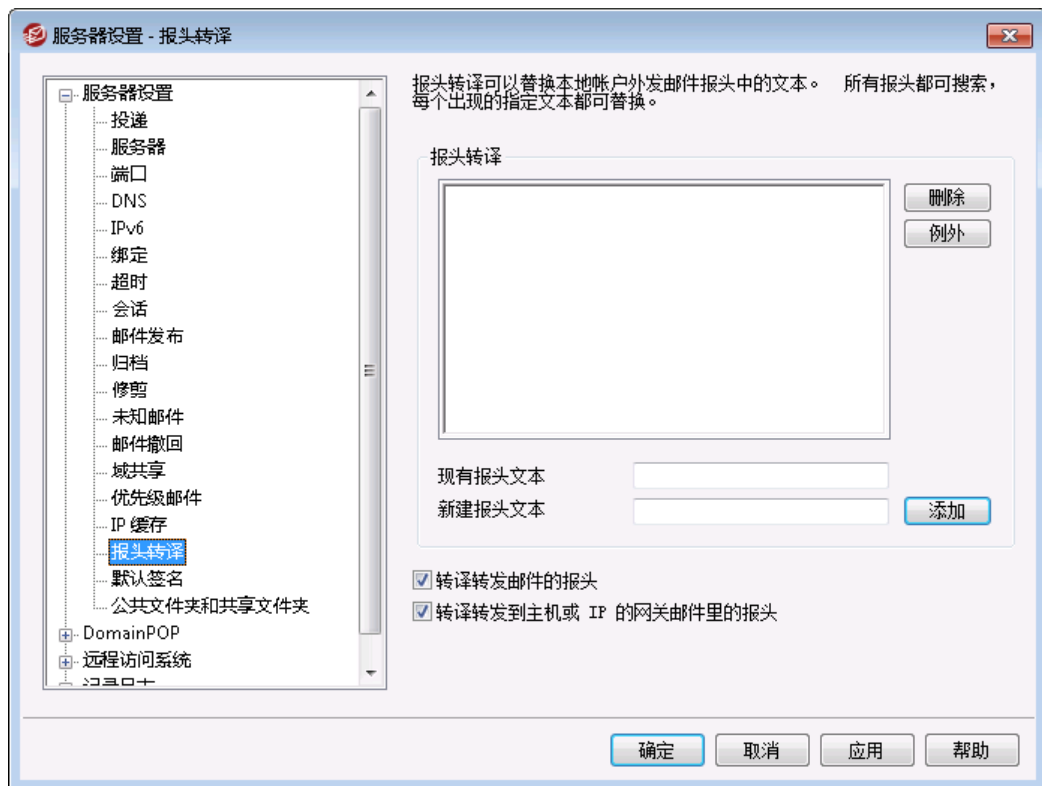 服务器设置 - 报头转译
服务器设置
投递
服务器
端口
DNS
IPv6
绑定
超时
会话
邮件发布
归档
修剪
未知邮件
邮件撤回
域共享
优先级邮件
IP 缓存
报头转译
默认签名
公共文件夹和共享文件夹
DomainPOP
远程访问系统
记录日志
报头转译可以替换本地帐户外发邮件报头中的文本。 所有报头都可搜索，
每个出现的指定文本都可替换。
报头转译
删除
例外
现有报头文本
新建报头文本
添加
转译转发邮件的报头
转译转发到主机或 IP 的网关邮件里的报头
确定
取消
应用
帮助